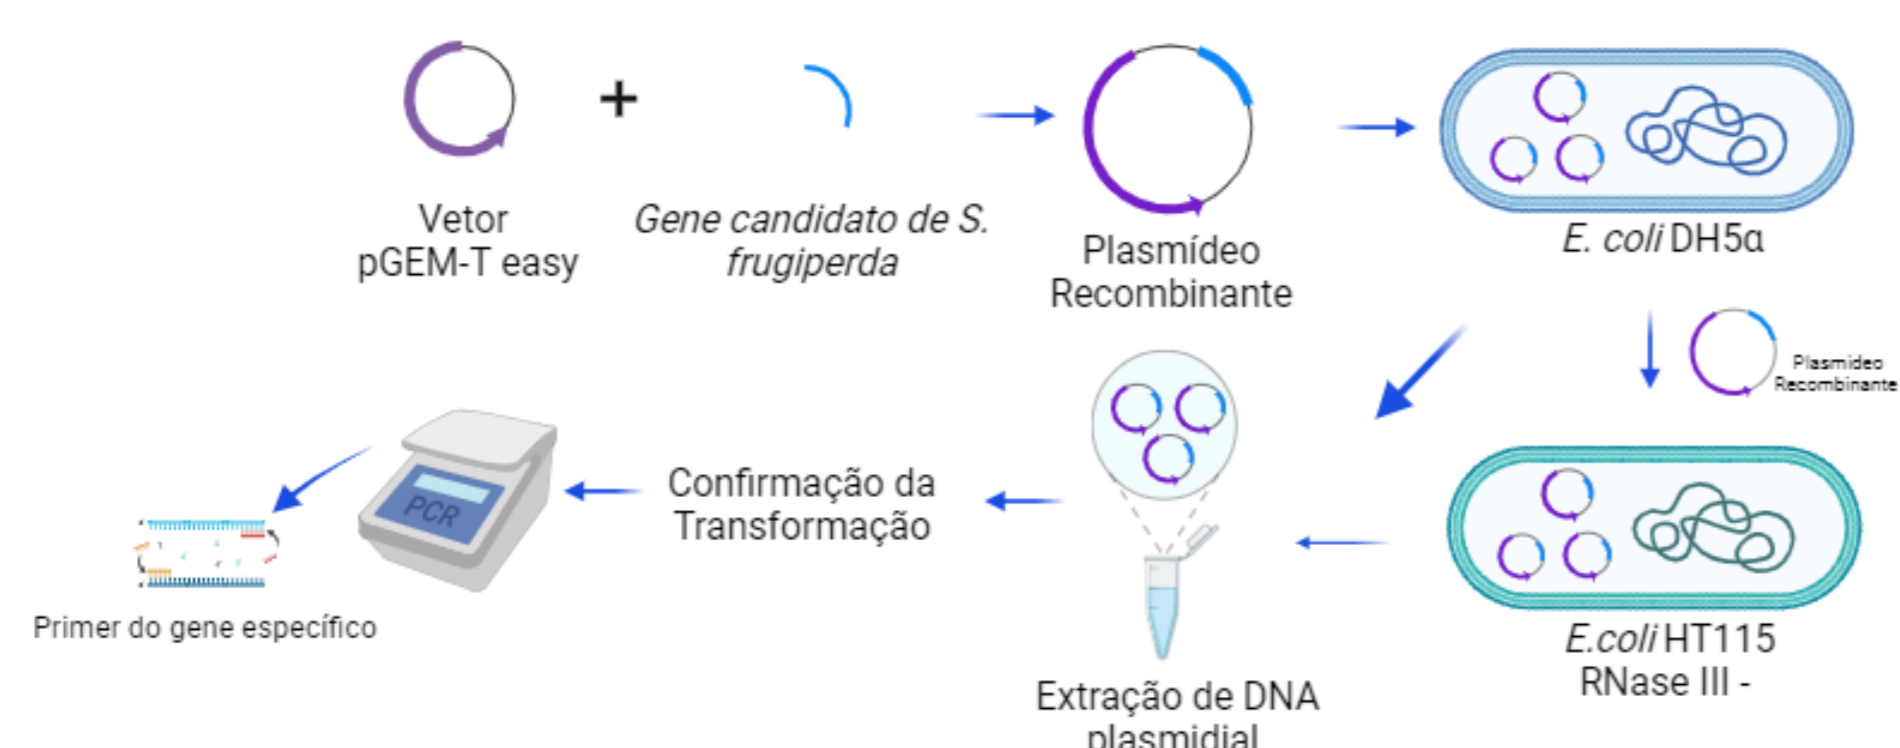 Vetor
pGEM-T easy
+
Gene candidato de S.
frugiperda
Plasmídeo
Recombinante
E. coli DH5α
Plasmideo
Recombinante
PCR
Confirmação da
Transformação
Primer do gene específico
Extração de DNA
plasmidial
E.coli HT115
RNase III -